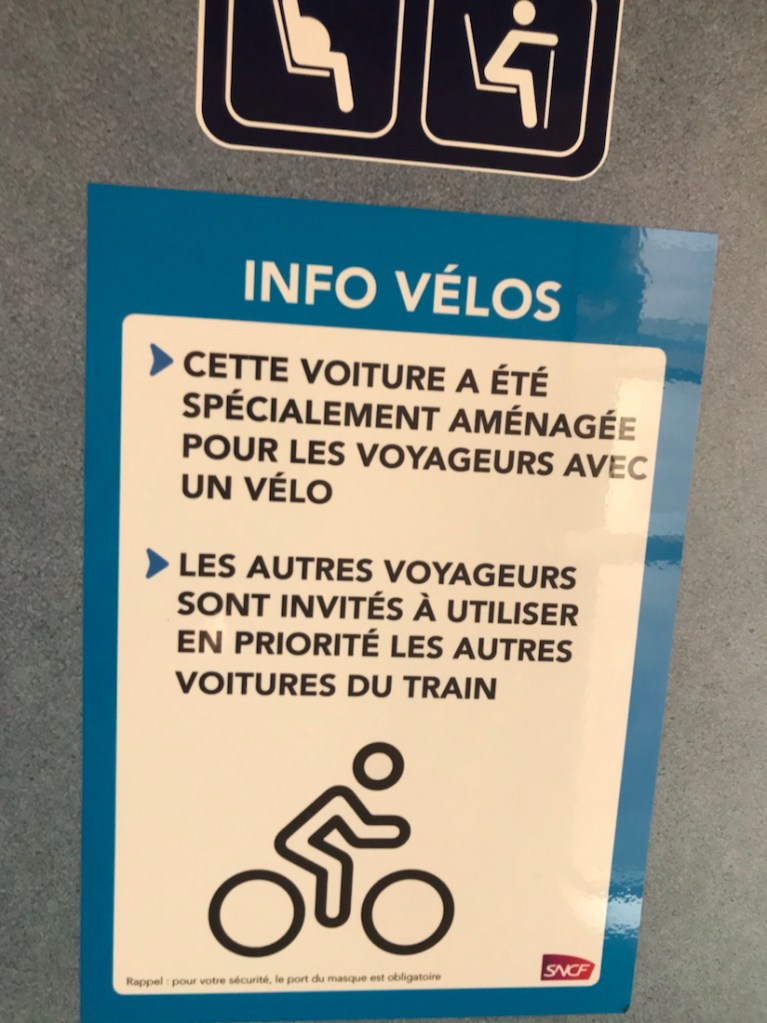 INFO VÉLOS
CETTE VOITURE A ÉTÉ
SPÉCIALEMENT AMÉNAGÉE
POUR LES VOYAGEURS AVEC
UN VÉLO
LES AUTRES VOYAGEURS
SONT INVITÉS À UTILISER
EN PRIORITÉ LES AUTRES
VOITURES DU TRAIN
Rappel : pour votre sécurité, le port du masque est obligatoire
SNCF